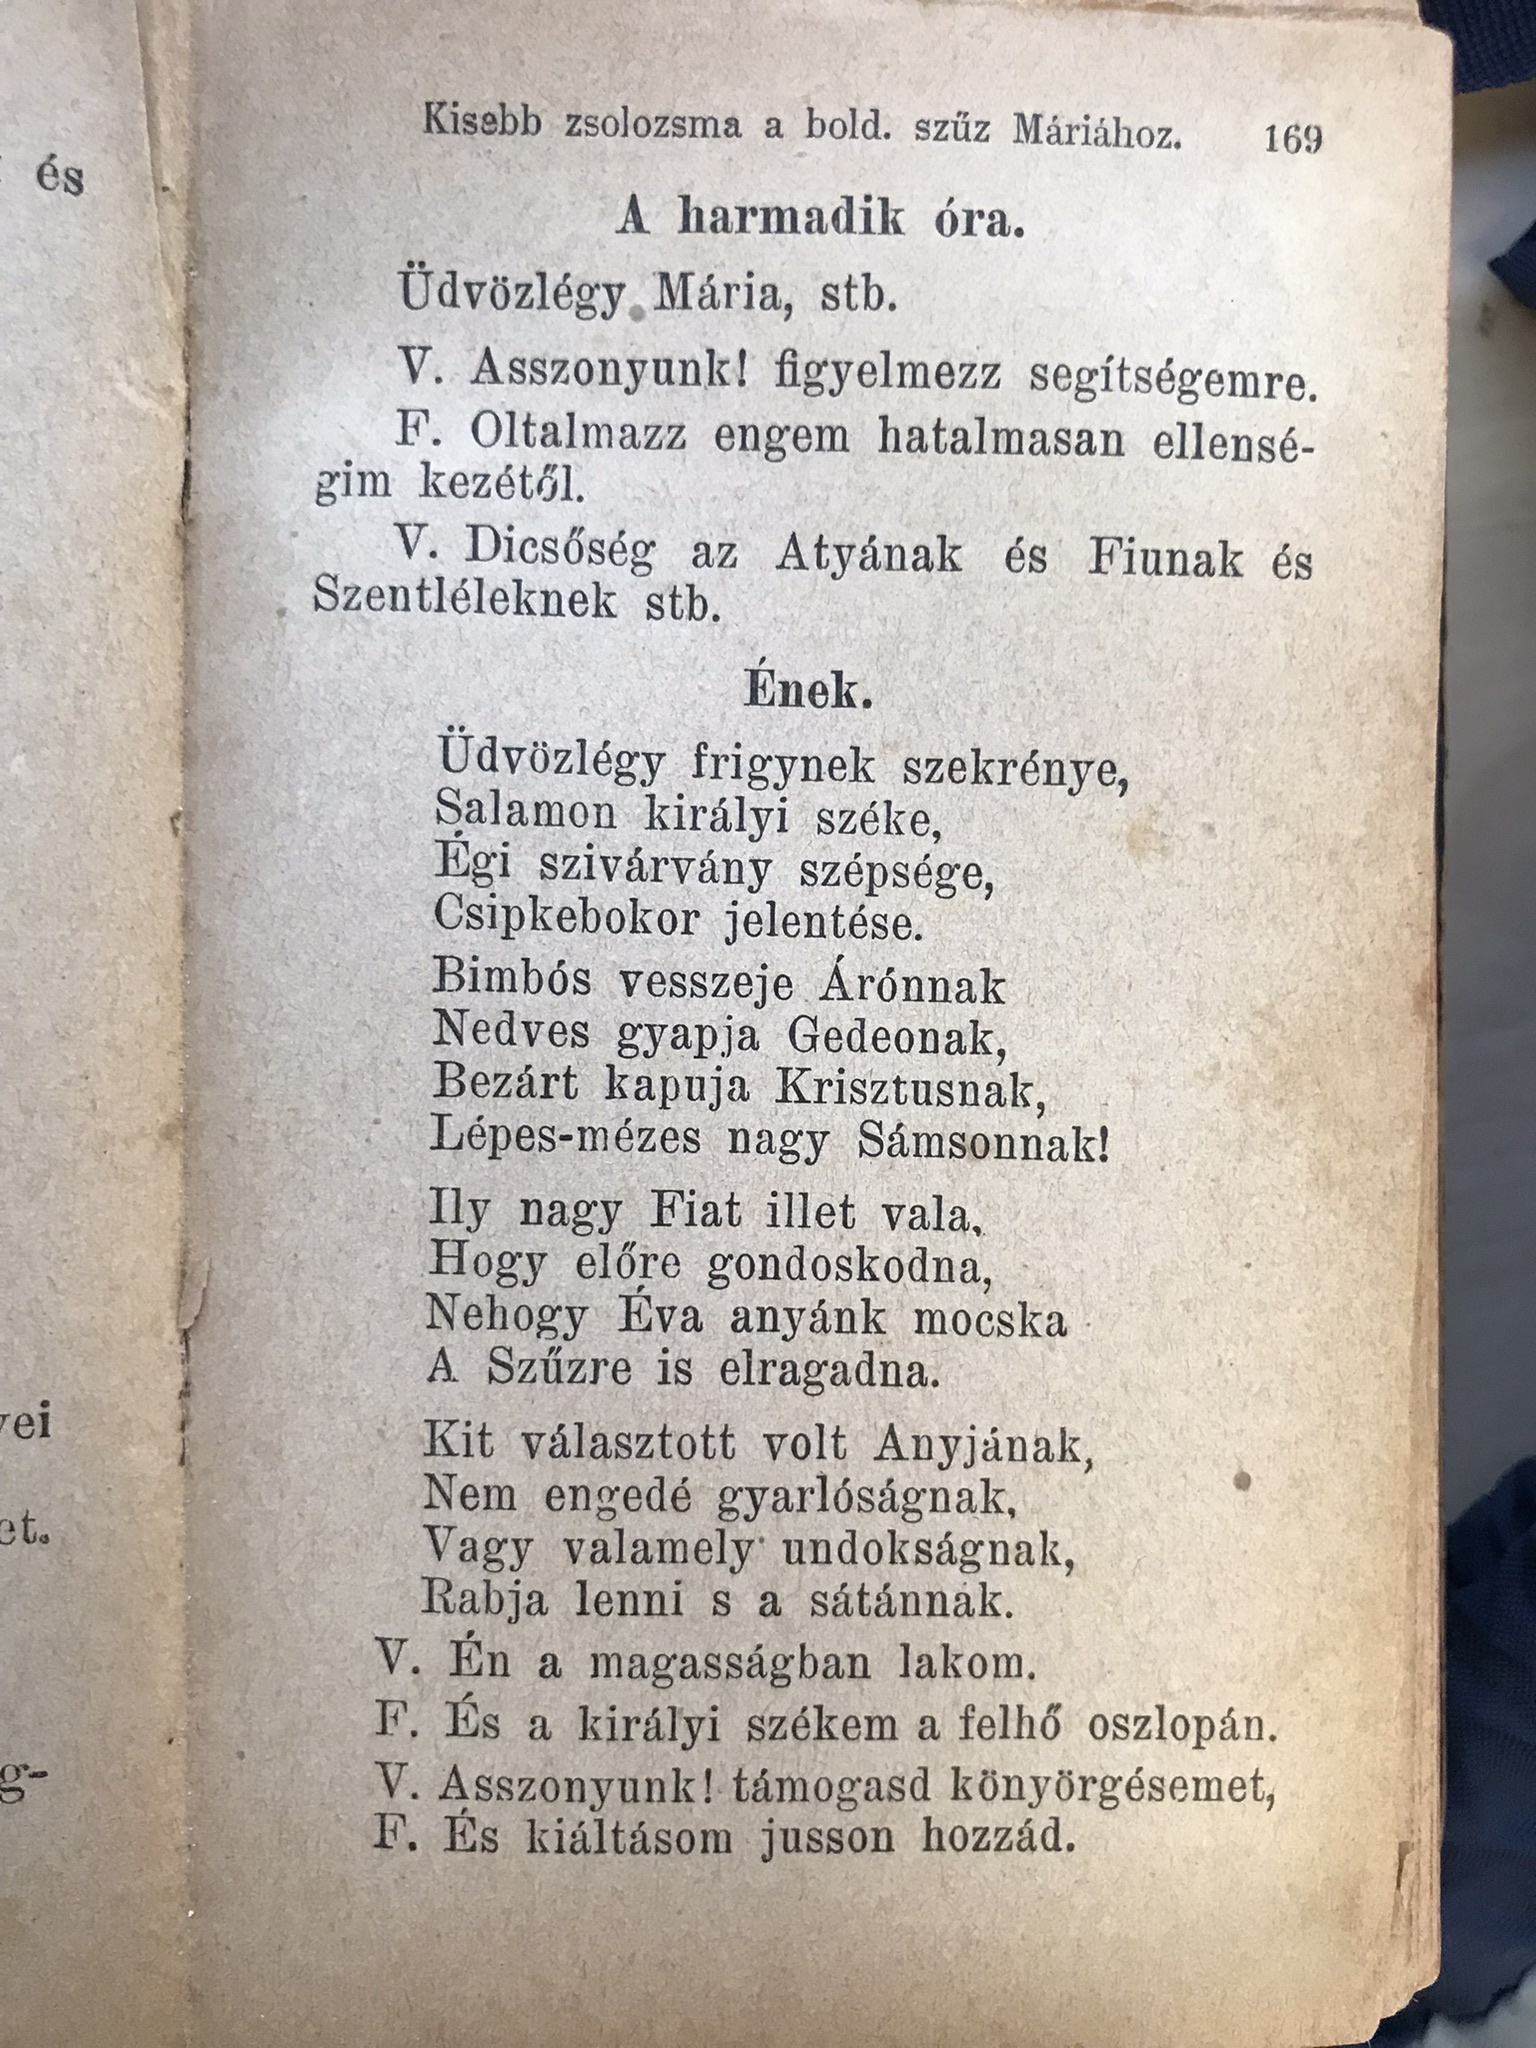 és
vei
et.
g-
Kisebb zsolozsma a bold. szűz Máriához. 169
A harmadik óra.
Üdvözlégy Mária, stb.
V. Asszonyunk! figyelmezz segítségemre.
F. Oltalmazz engem hatalmasan ellensé-
gim kezétől.
V. Dicsőség az Atyának és Fiunak és
Szentléleknek stb.
Ének.
Üdvözlégy frigynek szekrénye,
Salamon királyi széke,
Égi szivárvány szépsége,
Csipkebokor jelentése.
Bimbós vesszeje Árónnak
Nedves gyapja Gedeonak,
Bezárt kapuja Krisztusnak,
Lépes-mézes nagy Sámsonnak!
Ily nagy Fiat illet vala,
Hogy előre gondoskodna,
Nehogy Éva anyánk mocska
A Szűzre is elragadna.
Kit választott volt Anyjának,
Nem engedé gyarlóságnak,
Vagy valamely undokságnak,
Rabja lenni s a sátánnak.
V. Én a magasságban lakom.
F. És a királyi székem a felhő oszlopán.
V. Asszonyunk! támogasd könyörgésemet,
F. És kiáltásom jusson hozzád.